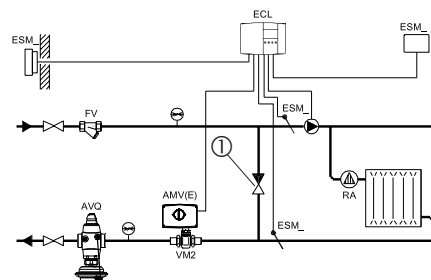 ECL
ESM_
ESM_
FV
ESM_
①
AMV(E)
RA
AVQ
ESM_
VM2